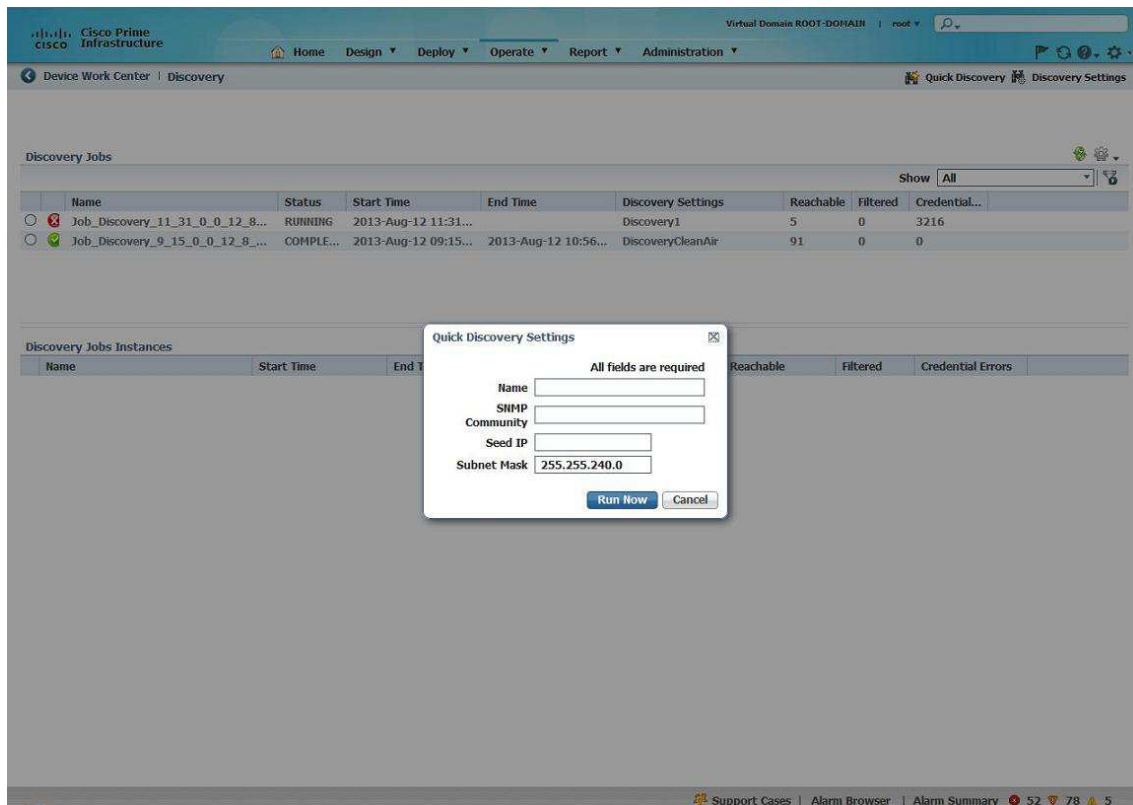 Virtual Domain ROOT-DOMAIN | root
cisco Cisco Prime Infrastructure
Home Design Deploy Operate Report Administration
Device Work Center | Discovery Quick Discovery Discovery Settings
Discovery Jobs
Show All
Name Status Start Time End Time Discovery Settings Reachable Filtered Credential...
Job_Discovery_11_31_0_0_12_8... RUNNING 2013-Aug-12 11:31... Discovery1 5 0 3216
Job_Discovery_9_15_0_0_12_8_... COMPLE... 2013-Aug-12 09:15... 2013-Aug-12 10:56... DiscoveryCleanAir 91 0 0
Discovery Jobs Instances
Name Start Time End T Reachable Filtered Credential Errors
Quick Discovery Settings
All fields are required
Name
SNMP
Community
Seed IP
Subnet Mask 255.255.240.0
Run Now Cancel
Support Cases | Alarm Browser | Alarm Summary 52 78 5